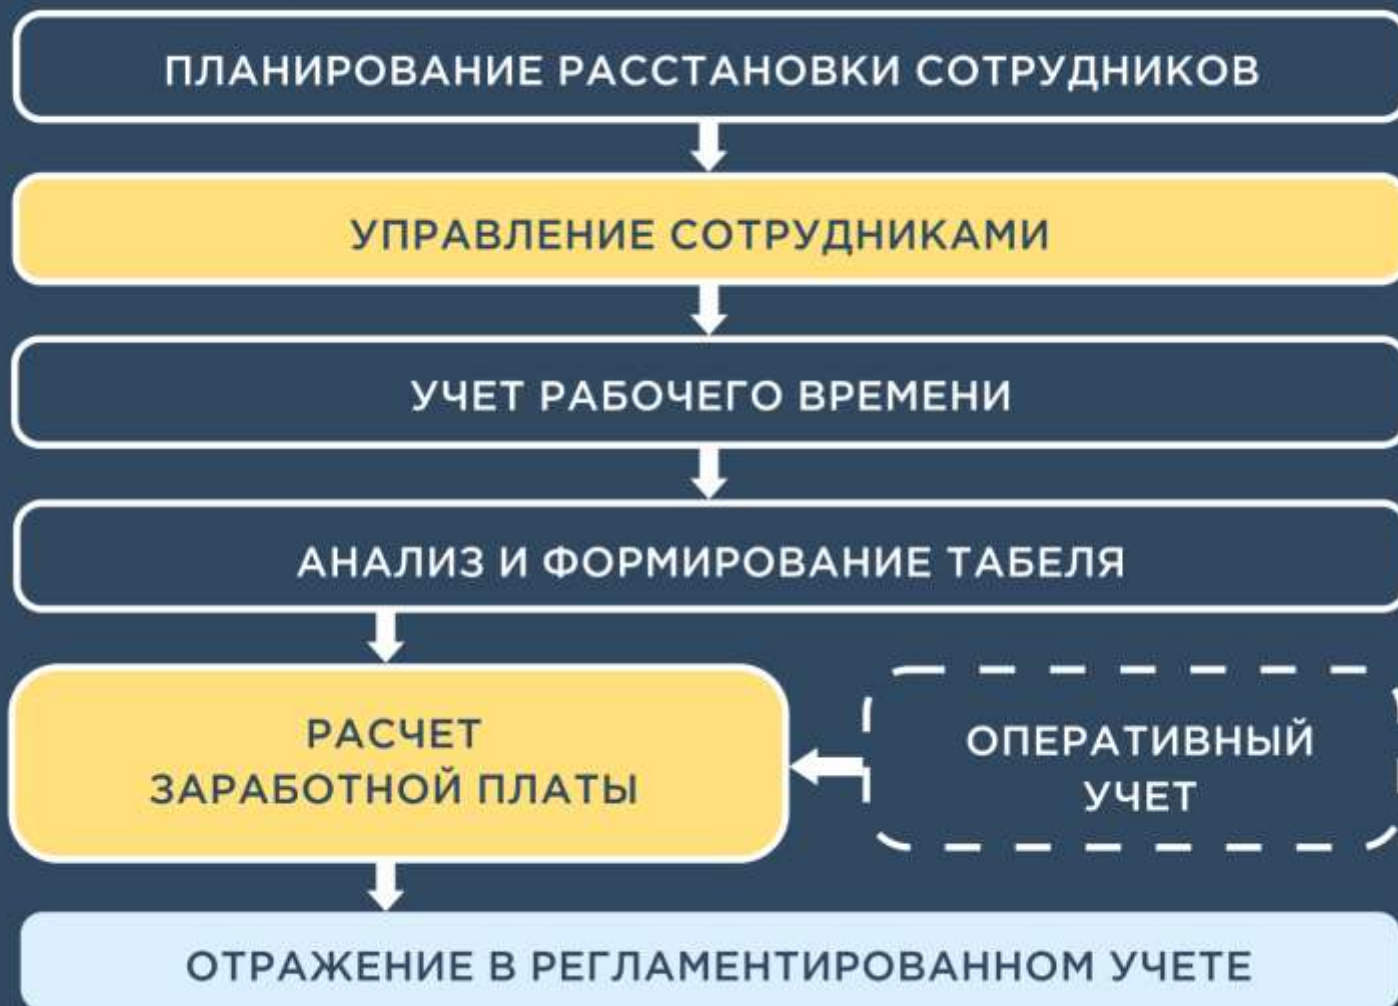 ПЛАНИРОВАНИЕ РАССТАНОВКИ СОТРУДНИКОВ
УПРАВЛЕНИЕ СОТРУДНИКАМИ
УЧЕТ РАБОЧЕГО ВРЕМЕНИ
АНАЛИЗ И ФОРМИРОВАНИЕ ТАБЕЛЯ
РАСЧЕТ
ЗАРАБОТНОЙ ПЛАТЫ
ОПЕРАТИВНЫЙ
УЧЕТ
ОТРАЖЕНИЕ В РЕГЛАМЕНТИРОВАННОМ УЧЕТЕ